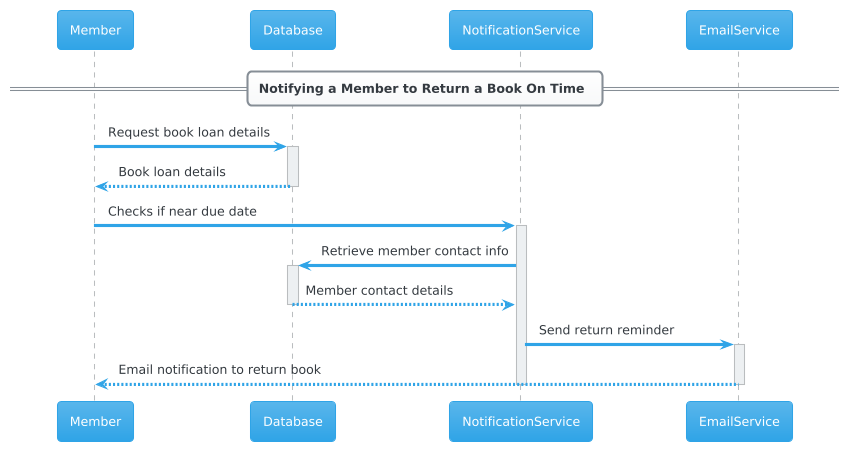 Member
Database
NotificationService
EmailService
Notifying a Member to Return a Book On Time
Request book loan details
Book loan details
Checks if near due date
Retrieve member contact info
Member contact details
Send return reminder
Email notification to return book
Member
Database
NotificationService
EmailService